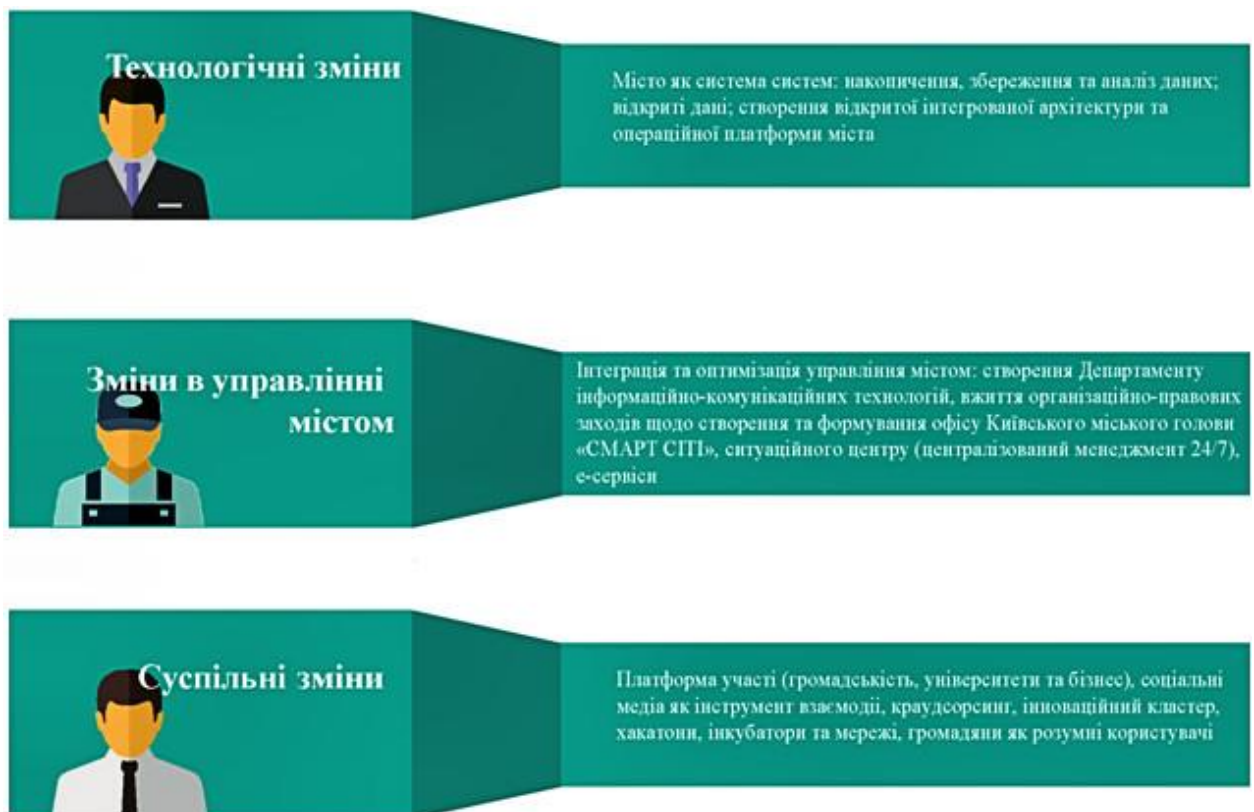 Технологічні зміни
Місто як система систем: накопичення, збереження та аналіз даних;
відкриті дані; створення відкритої інтегрованої архітектури та
операційної платформи міста
Зміни в управлінні
містом
Інтеграція та оптимізація управління містом: створення Департаменту
інформаційно-комунікаційних технологій, вжиття організаційно-правових
заходів щодо створення та формування офісу Київського міського голови
«СМАРТ СІТІ», ситуаційного центру (централізований менеджмент 24/7),
е-сервіси
Суспільні зміни
Платформа участі (громадськість, університети та бізнес), соціальні
медіа як інструмент взаємодії, краудсорсинг, інноваційний кластер,
хакатони, інкубатори та мережі, громадяни як розумні користувачі